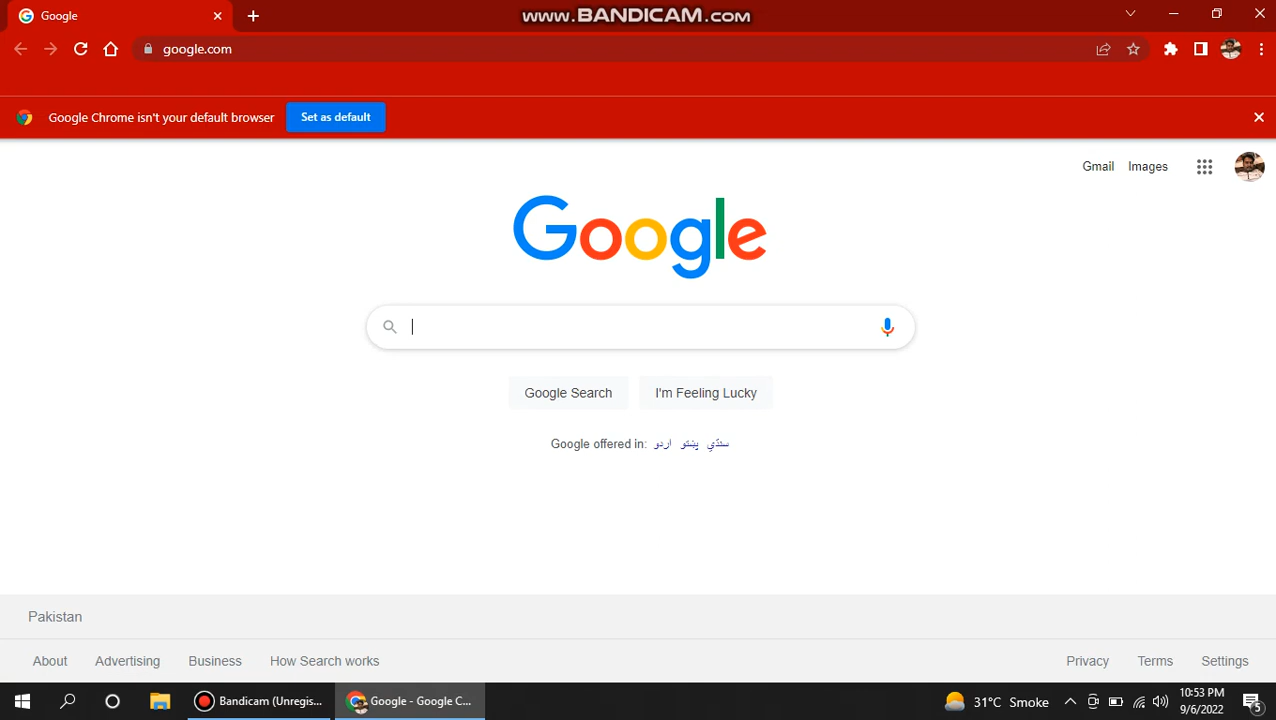 Google
www.BANDICAM.com
google.com
Google Chrome isn't your default browser
Set as default
Gmail Images
Google
Google Search
I'm Feeling Lucky
Google offered in: اردو پښتو سنڌي
Pakistan
About Advertising Business How Search works
Privacy Terms Settings
Bandicam (Unregis...
Google - Google C...
31°C Smoke
10:53 PM
9/6/2022
5